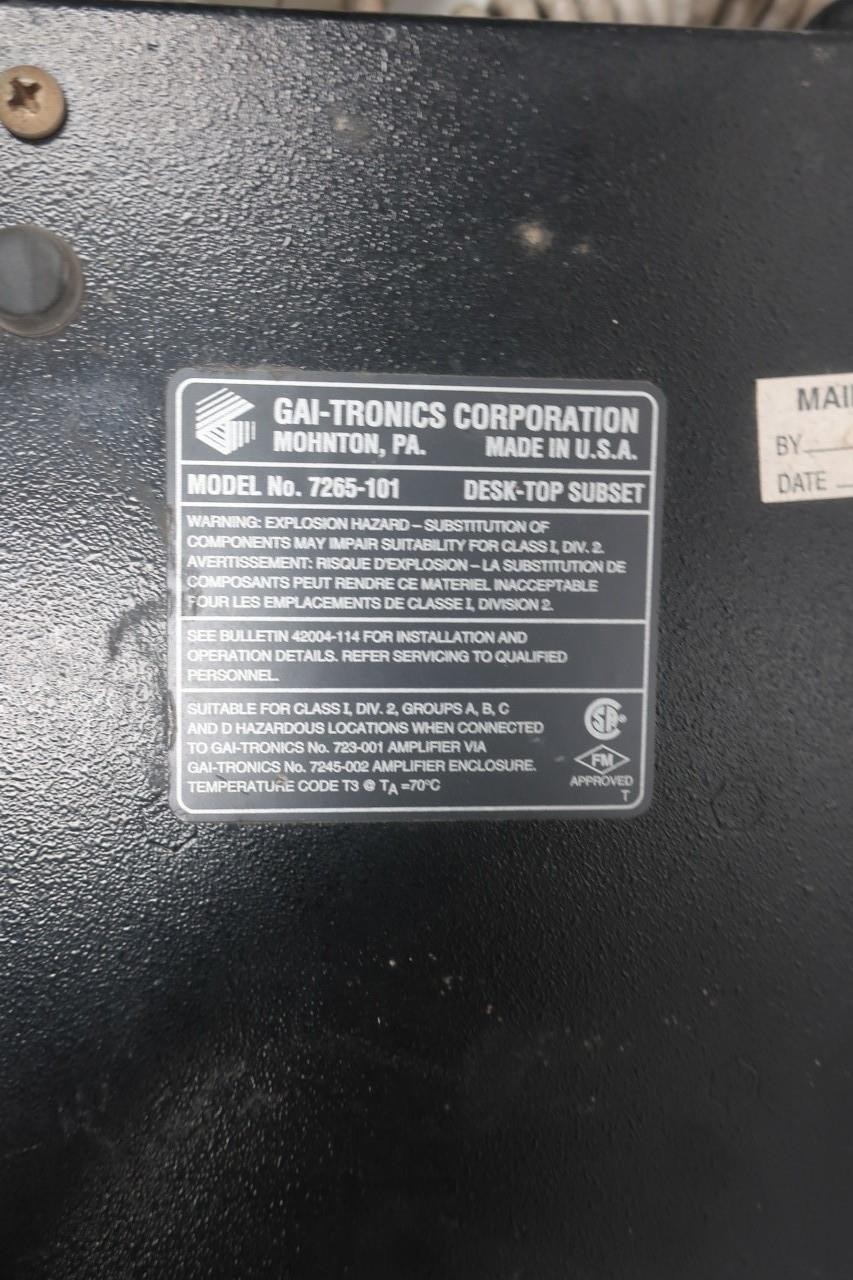 GAI-TRONICS CORPORATION
MOHNTON, PA. MADE IN U.S.A.
MODEL No. 7265-101 DESK-TOP SUBSET
WARNING: EXPLOSION HAZARD – SUBSTITUTION OF
COMPONENTS MAY IMPAIR SUITABILITY FOR CLASS I, DIV. 2.
AVERTISSEMENT: RISQUE D'EXPLOSION – LA SUBSTITUTION DE
COMPOSANTS PEUT RENDRE CE MATERIEL INACCEPTABLE
POUR LES EMPLACEMENTS DE CLASSE I, DIVISION 2.
SEE BULLETIN 42004-114 FOR INSTALLATION AND
OPERATION DETAILS. REFER SERVICING TO QUALIFIED
PERSONNEL.
SUITABLE FOR CLASS I, DIV. 2, GROUPS A, B, C
AND D HAZARDOUS LOCATIONS WHEN CONNECTED
TO GAI-TRONICS No. 723-001 AMPLIFIER VIA
GAI-TRONICS No. 7245-002 AMPLIFIER ENCLOSURE.
TEMPERATURE CODE T3 @ TA =70°C
SA
FM
APPROVED
T
BY
DATE